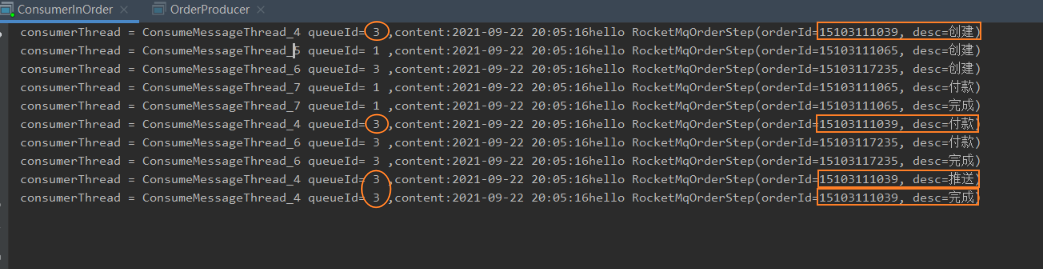 ConsumerInOrder × OrderProducer ×
consumerThread = ConsumeMessageThread_4 queueId= 3 ,content:2021-09-22 20:05:16hello RocketMqOrderStep(orderId=15103111039, desc=创建)
consumerThread = ConsumeMessageThread_5 queueId= 1 ,content:2021-09-22 20:05:16hello RocketMqOrderStep(orderId=15103111065, desc=创建)
consumerThread = ConsumeMessageThread_6 queueId= 3 ,content:2021-09-22 20:05:16hello RocketMqOrderStep(orderId=15103117235, desc=创建)
consumerThread = ConsumeMessageThread_7 queueId= 1 ,content:2021-09-22 20:05:16hello RocketMqOrderStep(orderId=15103111065, desc=付款)
consumerThread = ConsumeMessageThread_7 queueId= 1 ,content:2021-09-22 20:05:16hello RocketMqOrderStep(orderId=15103111065, desc=完成)
consumerThread = ConsumeMessageThread_4 queueId= 3 ,content:2021-09-22 20:05:16hello RocketMqOrderStep(orderId=15103111039, desc=付款)
consumerThread = ConsumeMessageThread_6 queueId= 3 ,content:2021-09-22 20:05:16hello RocketMqOrderStep(orderId=15103117235, desc=付款)
consumerThread = ConsumeMessageThread_6 queueId= 3 ,content:2021-09-22 20:05:16hello RocketMqOrderStep(orderId=15103117235, desc=完成)
consumerThread = ConsumeMessageThread_4 queueId= 3 ,content:2021-09-22 20:05:16hello RocketMqOrderStep(orderId=15103111039, desc=推送)
consumerThread = ConsumeMessageThread_4 queueId= 3 ,content:2021-09-22 20:05:16hello RocketMqOrderStep(orderId=15103111039, desc=完成)